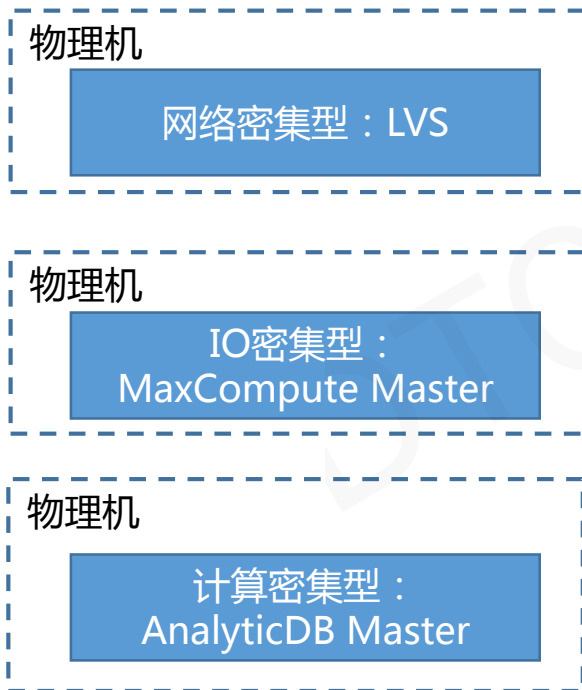 物理机
网络密集型：LVS
物理机
IO密集型：
MaxCompute Master
物理机
计算密集型：
AnalyticDB Master